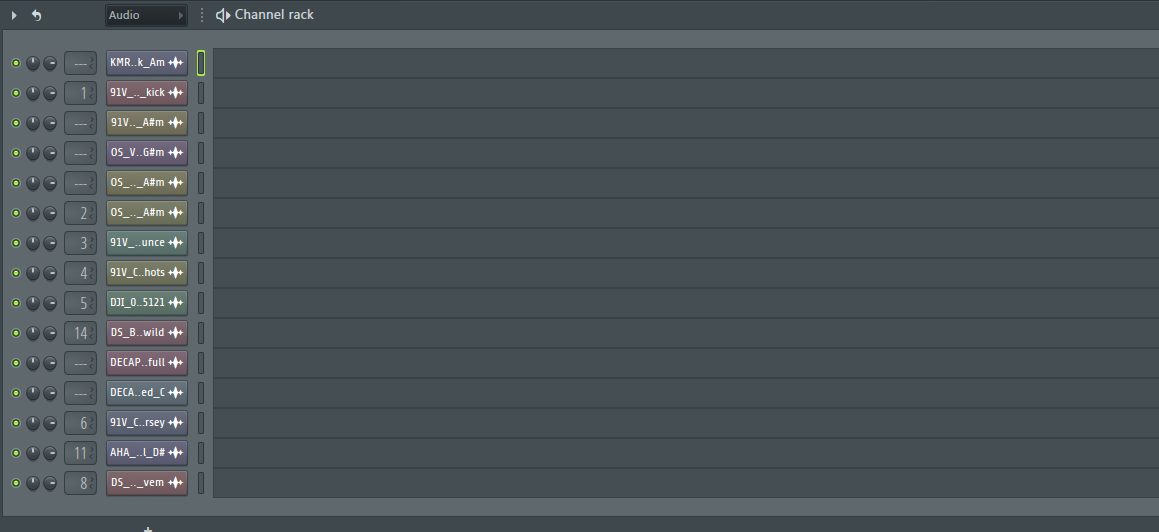 Audio Channel rack
--- KMR..k_Am
1 91V_.._kick
--- 91V.._A#m
--- OS_V..G#m
--- OS_.._A#m
2 OS_.._A#m
3 91V_..unce
4 91V_C..hots
5 DJI_0..5121
14 DS_B..wild
--- DECAP..full
--- DECA..ed_C
6 91V_C..rsey
11 AHA_..l_D#
8 DS_.._vem